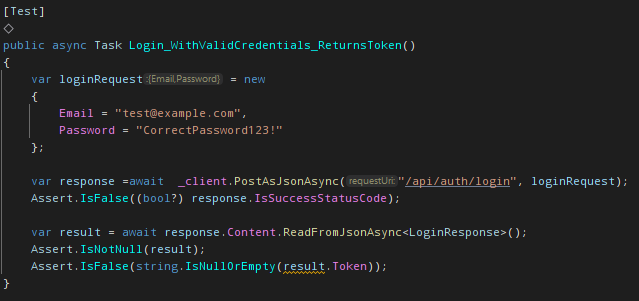 [Test]
public async Task Login_WithValidCredentials_ReturnsToken()
{
var loginRequest :{Email,Password} = new
{
Email = "test@example.com",
Password = "CorrectPassword123!"
};
var response =await _client.PostAsJsonAsync( requestUri: "/api/auth/login", loginRequest);
Assert.IsFalse((bool?) response.IsSuccessStatusCode);
var result = await response.Content.ReadFromJsonAsync<LoginResponse>();
Assert.IsNotNull(result);
Assert.IsFalse(string.IsNullOrEmpty(result.Token));
}